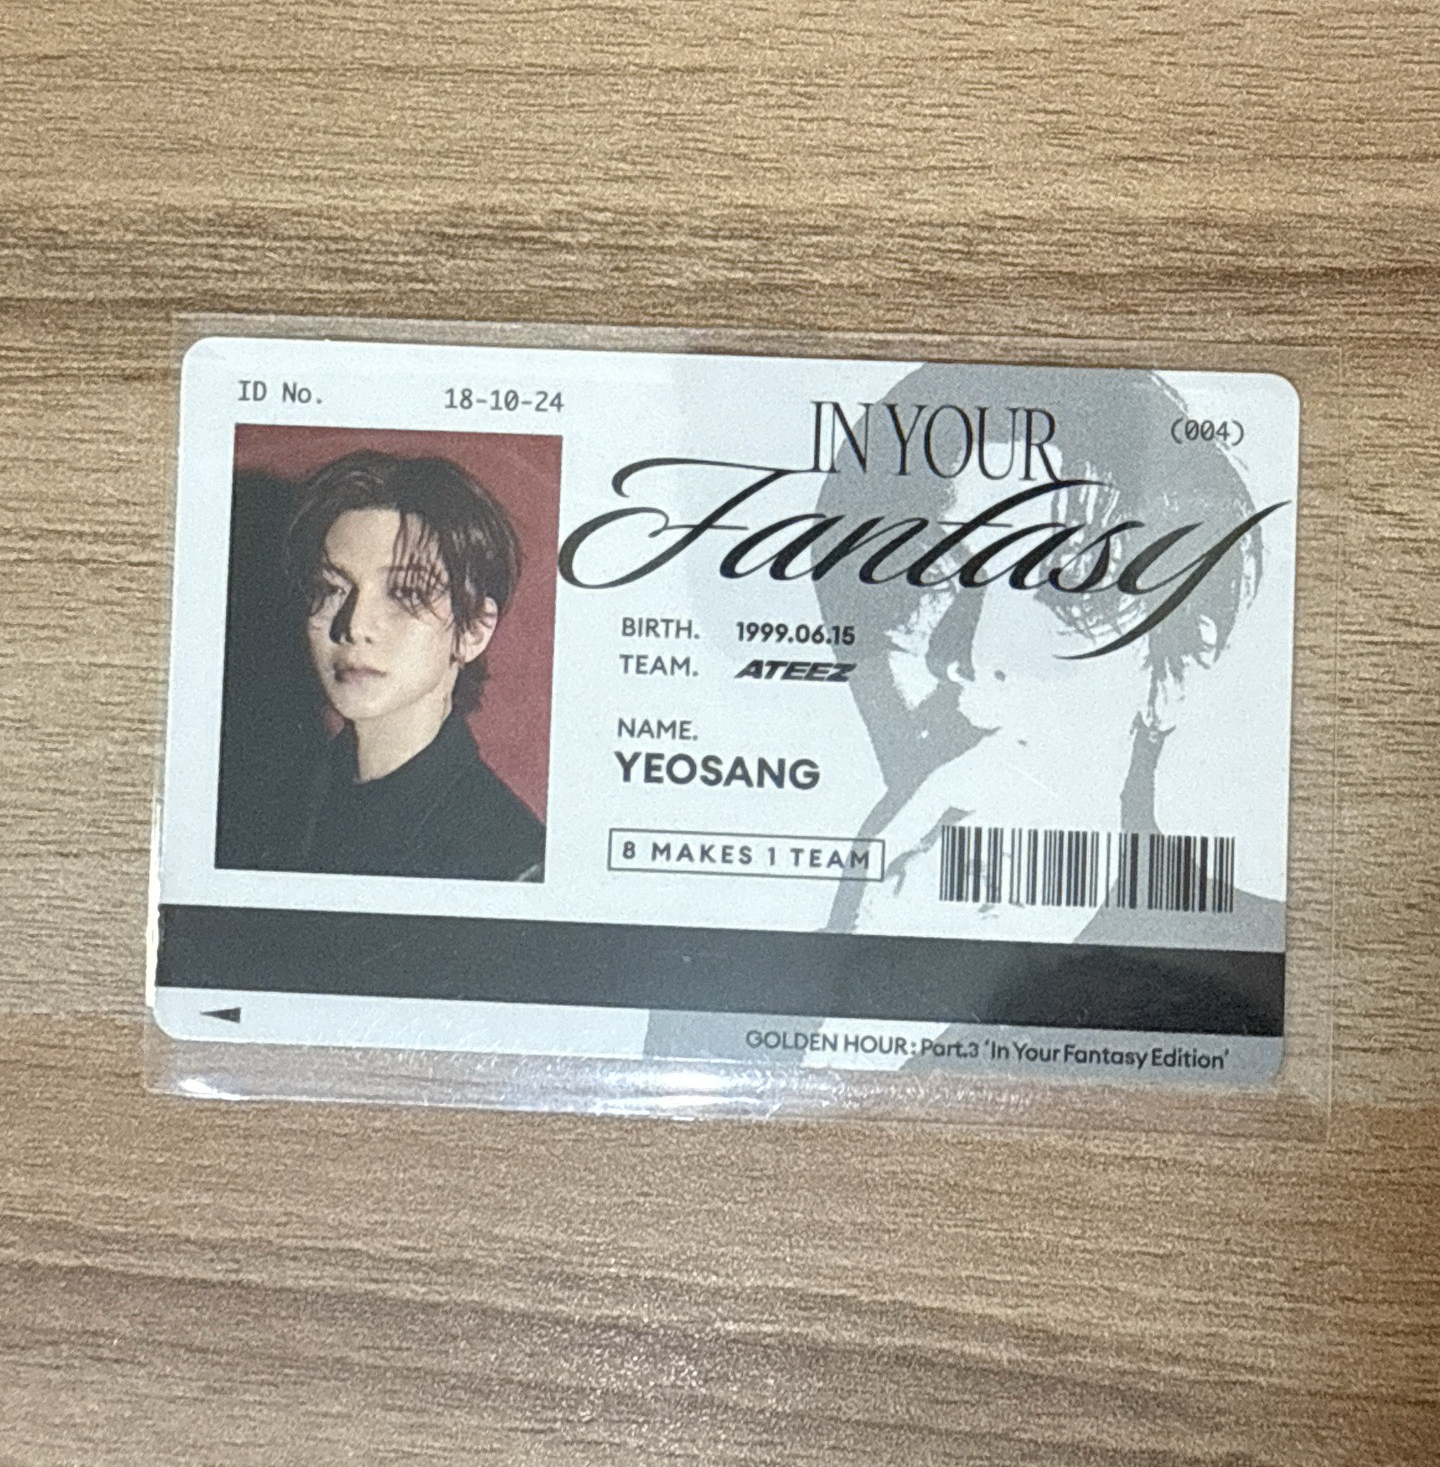 ID No. 18-10-24
IN YOUR
(004)
Fantasy
BIRTH. 1999.06.15
TEAM. ATEEZ
NAME.
YEOSANG
8 MAKES 1 TEAM
GOLDEN HOUR : Part.3 ‘In Your Fantasy Edition’